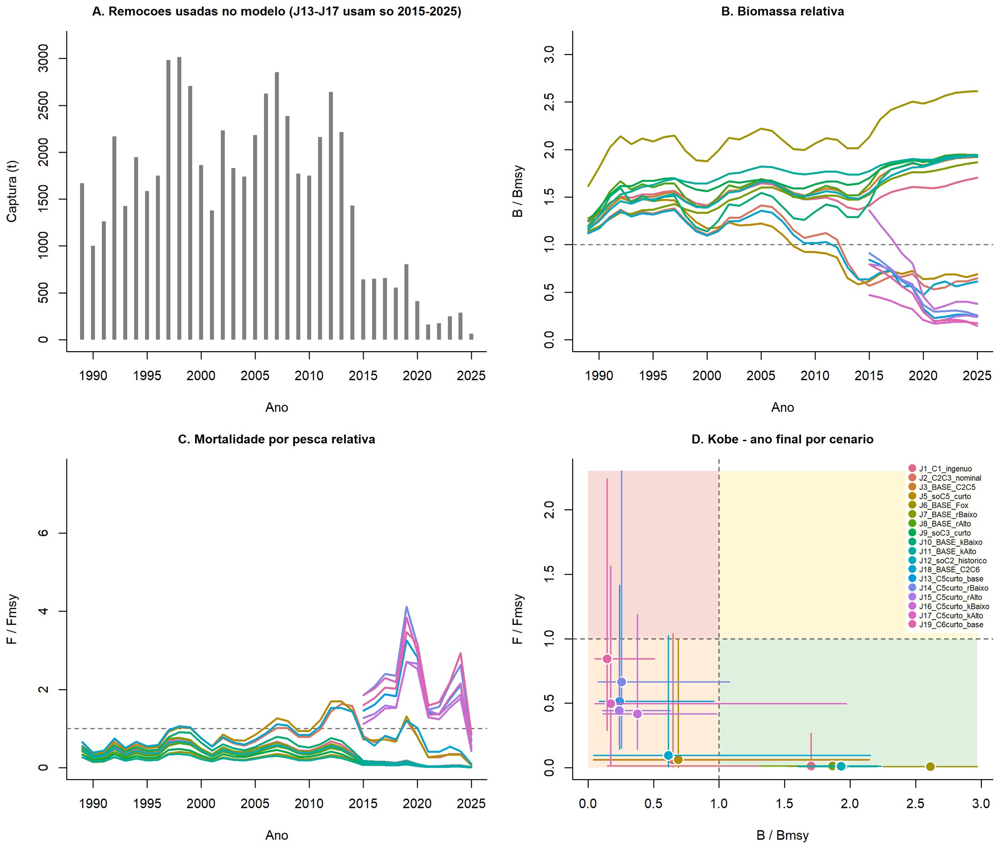 A. Remocoes usadas no modelo (J13-J17 usam so 2015-2025)
Captura (t)
3000
2500
2000
1500
1000
500
0
1990 1995 2000 2005 2010 2015 2020 2025
Ano
B. Biomassa relativa
B / Bmsy
3.0
2.5
2.0
1.5
1.0
0.5
0.0
1990 1995 2000 2005 2010 2015 2020 2025
Ano
C. Mortalidade por pesca relativa
F / Fmsy
6
4
2
0
1990 1995 2000 2005 2010 2015 2020 2025
Ano
D. Kobe - ano final por cenario
F / Fmsy
2.0
1.5
1.0
0.5
0.0
J1_C1_ingenuo
J2_C2C3_nominal
J3_BASE_C2C5
J5_soC5_curto
J6_BASE_Fox
J7_BASE_rBaixo
J8_BASE_rAlto
J9_soC3_curto
J10_BASE_kBaixo
J11_BASE_kAlto
J12_soC2_historico
J18_BASE_C2C6
J13_C5curto_base
J14_C5curto_rBaixo
J15_C5curto_rAlto
J16_C5curto_kBaixo
J17_C5curto_kAlto
J19_C6curto_base
0.0 0.5 1.0 1.5 2.0 2.5 3.0
B / Bmsy